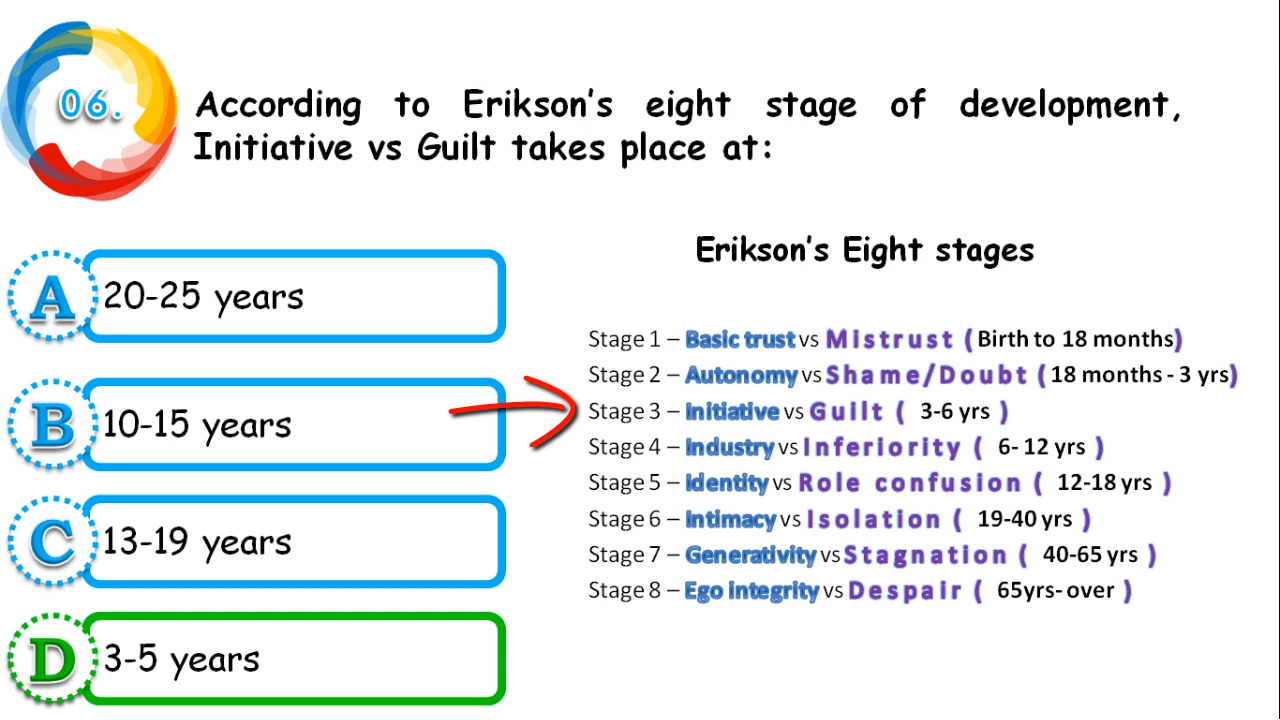 06.
According to Erikson's eight stage of development,
Initiative vs Guilt takes place at:
A
20-25 years
B
10-15 years
C
13-19 years
D
3-5 years
Erikson's Eight stages
Stage 1 – Basic trust vs Mistrust ( Birth to 18 months)
Stage 2 – Autonomy vs Shame/Doubt ( 18 months - 3 yrs)
Stage 3 – Initiative vs Guilt ( 3-6 yrs )
Stage 4 – Industry vs Inferiority ( 6- 12 yrs )
Stage 5 – Identity vs Role confusion ( 12-18 yrs )
Stage 6 – Intimacy vs Isolation ( 19-40 yrs )
Stage 7 – Generativity vs Stagnation ( 40-65 yrs )
Stage 8 – Ego integrity vs Despair ( 65yrs- over )